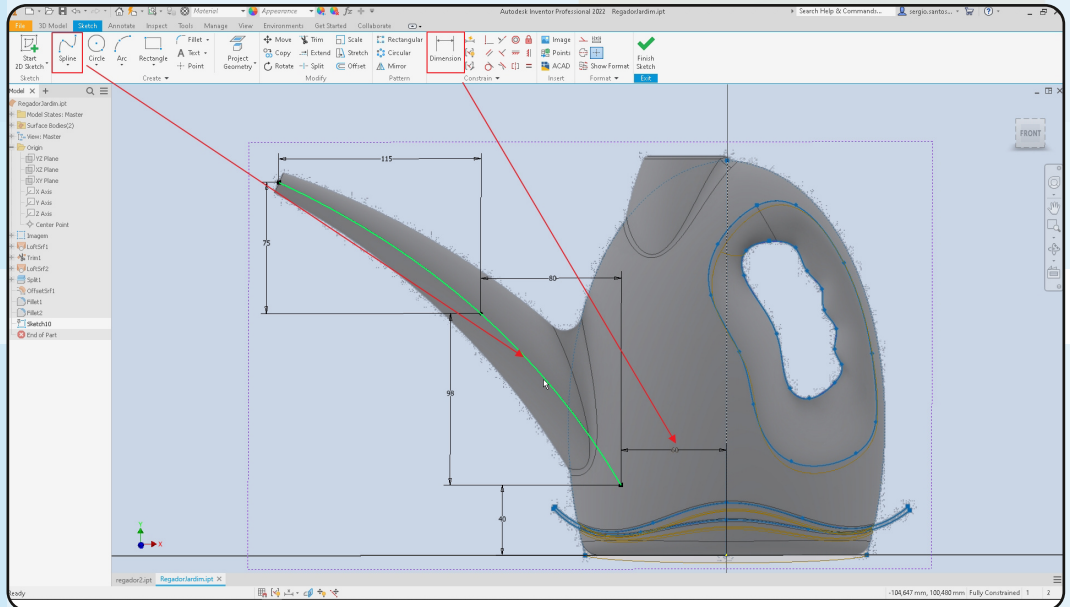 Material
Appearance
Autodesk Inventor Professional 2022 RegadorJardim.ipt
Search Help & Commands...
sergio.santos...
File 3D Model Sketch Annotate Inspect Tools Manage View Environments Get Started Collaborate
Start
2D Sketch
Spline
Circle
Arc
Rectangle
Fillet
Text
Point
Project
Geometry
Move
Copy
Rotate
Trim
Extend
Split
Scale
Stretch
Offset
Rectangular
Circular
Mirror
Dimension
Image
Points
ACAD
Show Format
Finish
Sketch
Sketch Create Modify Pattern Constrain Insert Format Exit
Model
RegadorJardim.ipt
Model States: Master
Surface Bodies(2)
View: Master
Origin
YZ Plane
XZ Plane
XY Plane
X Axis
Y Axis
Z Axis
Center Point
Imagem
LoftSrf1
Trim1
LoftSrf2
Split1
OffsetSrf1
Fillet1
Fillet2
Sketch10
End of Part
FRONT
115
75
80
98
60
40
Y
X
regador2.ipt RegadorJardim.ipt
Ready
-104,647 mm, 100,480 mm Fully Constrained 1 2